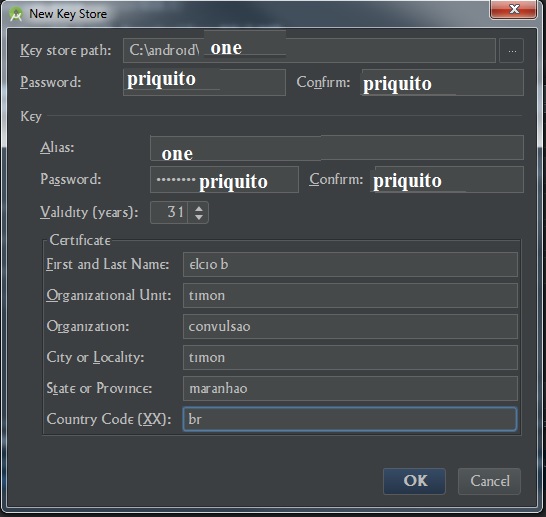 New Key Store
Key store path: C:\android\ one ...
Password: priquito Confirm: priquito
Key
Alias: one
Password: •••••••• priquito Confirm: priquito
Validity (years): 31
Certificate
First and Last Name: elcio b
Organizational Unit: timon
Organization: convulsao
City or Locality: timon
State or Province: maranhao
Country Code (XX): br
OK Cancel